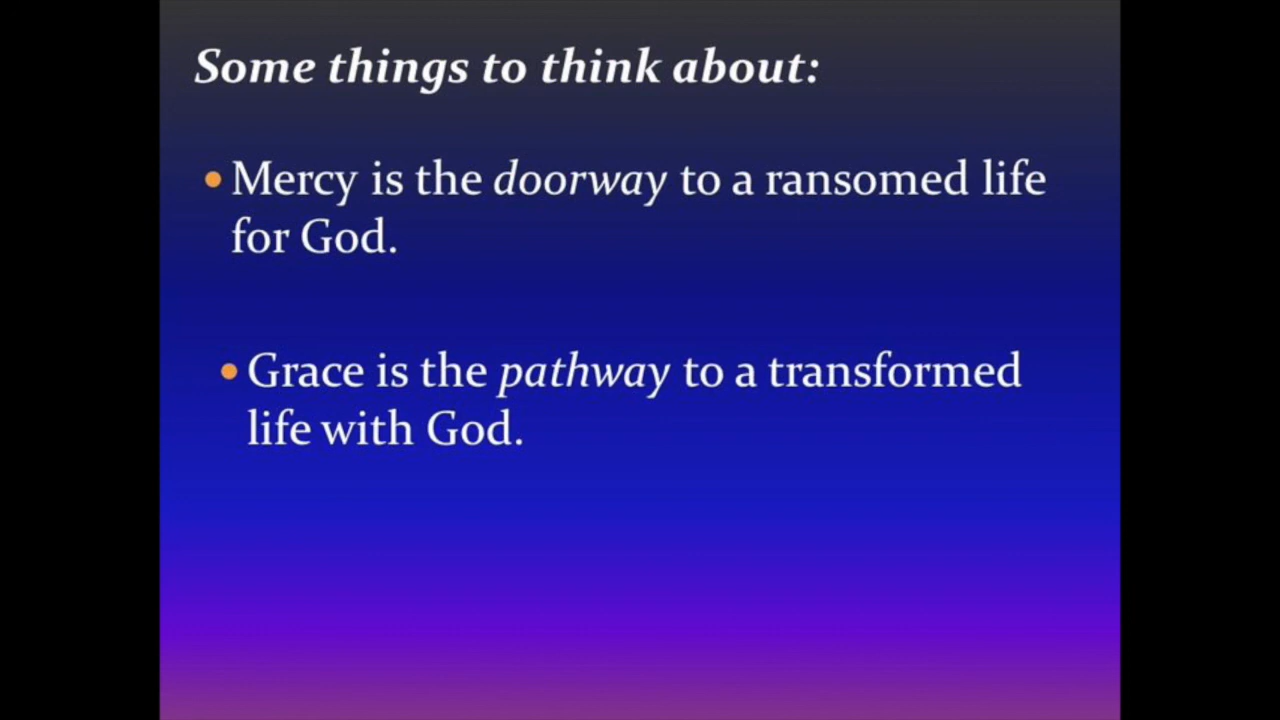 Some things to think about:
• Mercy is the doorway to a ransomed life
for God.
• Grace is the pathway to a transformed
life with God.